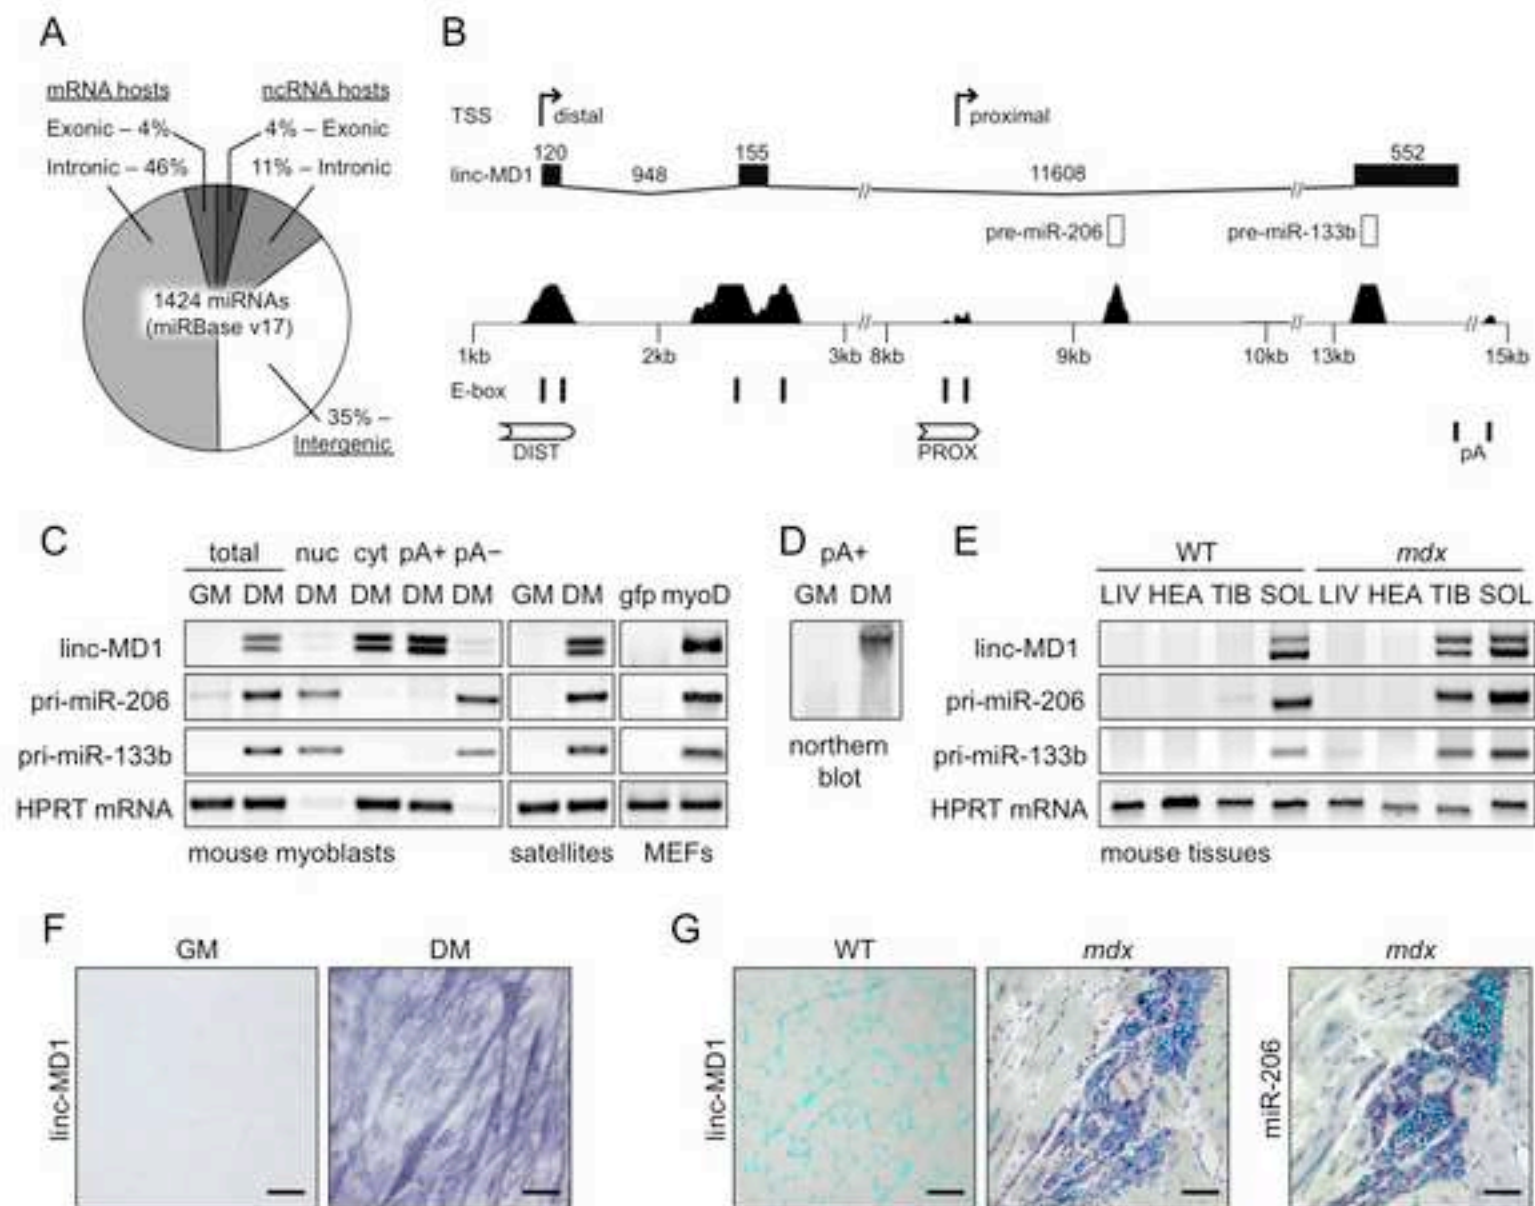 A
mRNA hosts ncRNA hosts
Exonic – 4% 4% – Exonic
Intronic – 46% 11% – Intronic
1424 miRNAs
(miRBase v17)
35% –
Intergenic
B
TSS distal proximal
120 155 552
linc-MD1 948 11608
pre-miR-206 pre-miR-133b
1kb 2kb 3kb 8kb 9kb 10kb 13kb 15kb
E-box
DIST PROX pA
C
total nuc cyt pA+ pA–
GM DM DM DM DM DM GM DM gfp myoD
linc-MD1
pri-miR-206
pri-miR-133b
HPRT mRNA
mouse myoblasts satellites MEFs
D pA+
GM DM
northern
blot
E
WT mdx
LIV HEA TIB SOL LIV HEA TIB SOL
linc-MD1
pri-miR-206
pri-miR-133b
HPRT mRNA
mouse tissues
F
GM DM
linc-MD1
G
WT mdx mdx
linc-MD1
miR-206